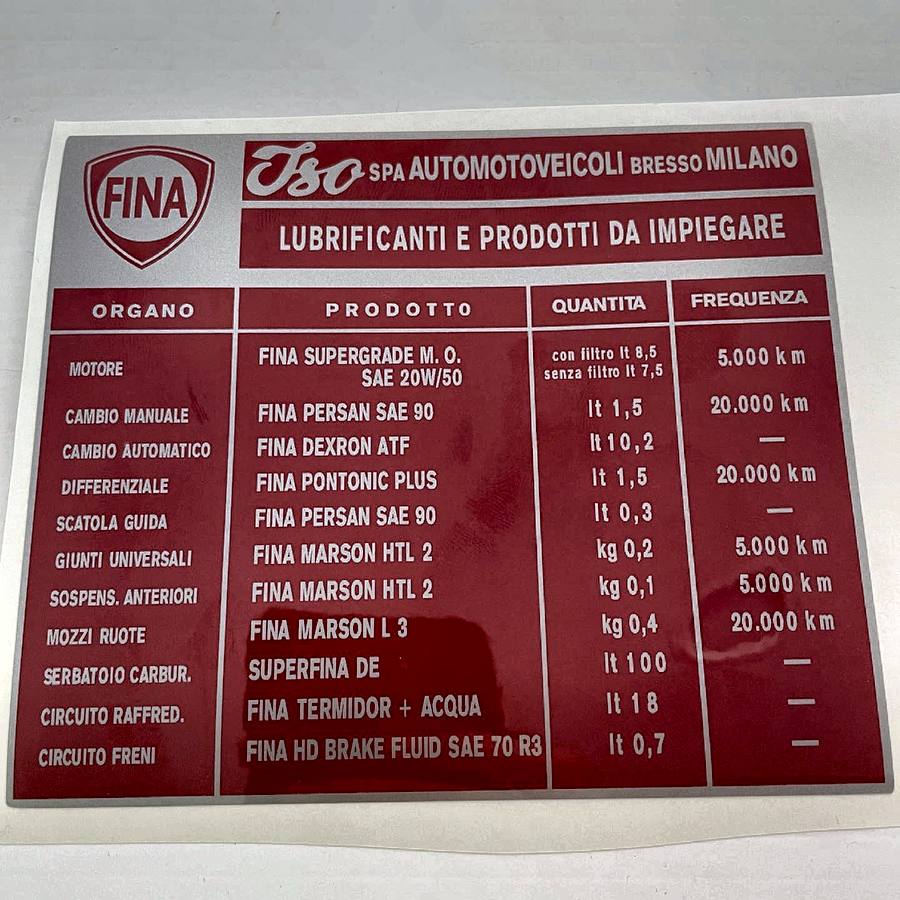 FINA
Iso SPA AUTOMOTOVEICOLI BRESSO MILANO
LUBRIFICANTI E PRODOTTI DA IMPIEGARE
ORGANO PRODOTTO QUANTITA FREQUENZA
MOTORE FINA SUPERGRADE M. O. SAE 20W/50 con filtro lt 8,5 senza filtro lt 7,5 5.000 km
CAMBIO MANUALE FINA PERSAN SAE 90 lt 1,5 20.000 km
CAMBIO AUTOMATICO FINA DEXRON ATF lt 10,2 —
DIFFERENZIALE FINA PONTONIC PLUS lt 1,5 20.000 km
SCATOLA GUIDA FINA PERSAN SAE 90 lt 0,3 —
GIUNTI UNIVERSALI FINA MARSON HTL 2 kg 0,2 5.000 km
SOSPENS. ANTERIORI FINA MARSON HTL 2 kg 0,1 5.000 km
MOZZI RUOTE FINA MARSON L 3 kg 0,4 20.000 km
SERBATOIO CARBUR. SUPERFINA DE lt 100 —
CIRCUITO RAFFRED. FINA TERMIDOR + ACQUA lt 18 —
CIRCUITO FRENI FINA HD BRAKE FLUID SAE 70 R3 lt 0,7 —